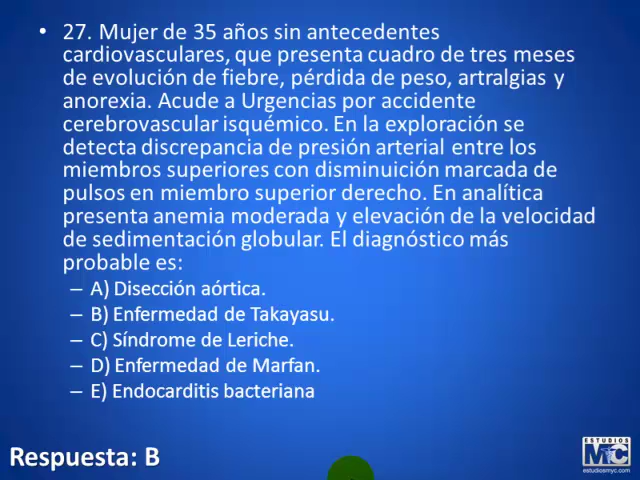 • 27. Mujer de 35 años sin antecedentes
cardiovasculares, que presenta cuadro de tres meses
de evolución de fiebre, pérdida de peso, artralgias y
anorexia. Acude a Urgencias por accidente
cerebrovascular isquémico. En la exploración se
detecta discrepancia de presión arterial entre los
miembros superiores con disminuición marcada de
pulsos en miembro superior derecho. En analítica
presenta anemia moderada y elevación de la velocidad
de sedimentación globular. El diagnóstico más
probable es:
– A) Disección aórtica.
– B) Enfermedad de Takayasu.
– C) Síndrome de Leriche.
– D) Enfermedad de Marfan.
– E) Endocarditis bacteriana
Respuesta: B
ESTUDIOS
MyC
estudiosmyc.com